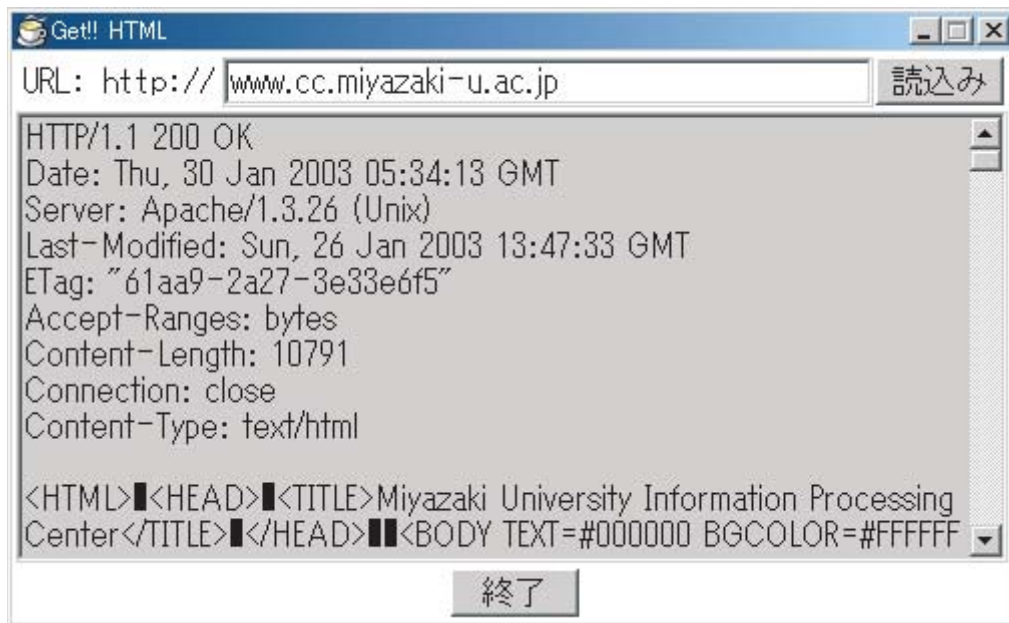 Get!! HTML
URL: http:// www.cc.miyazaki-u.ac.jp 読込み
HTTP/1.1 200 OK
Date: Thu, 30 Jan 2003 05:34:13 GMT
Server: Apache/1.3.26 (Unix)
Last-Modified: Sun, 26 Jan 2003 13:47:33 GMT
ETag: "61aa9-2a27-3e33e6f5"
Accept-Ranges: bytes
Content-Length: 10791
Connection: close
Content-Type: text/html
<HTML>▮<HEAD>▮<TITLE>Miyazaki University Information Processing
Center</TITLE>▮</HEAD>▮▮<BODY TEXT=#000000 BGCOLOR=#FFFFFF
終了